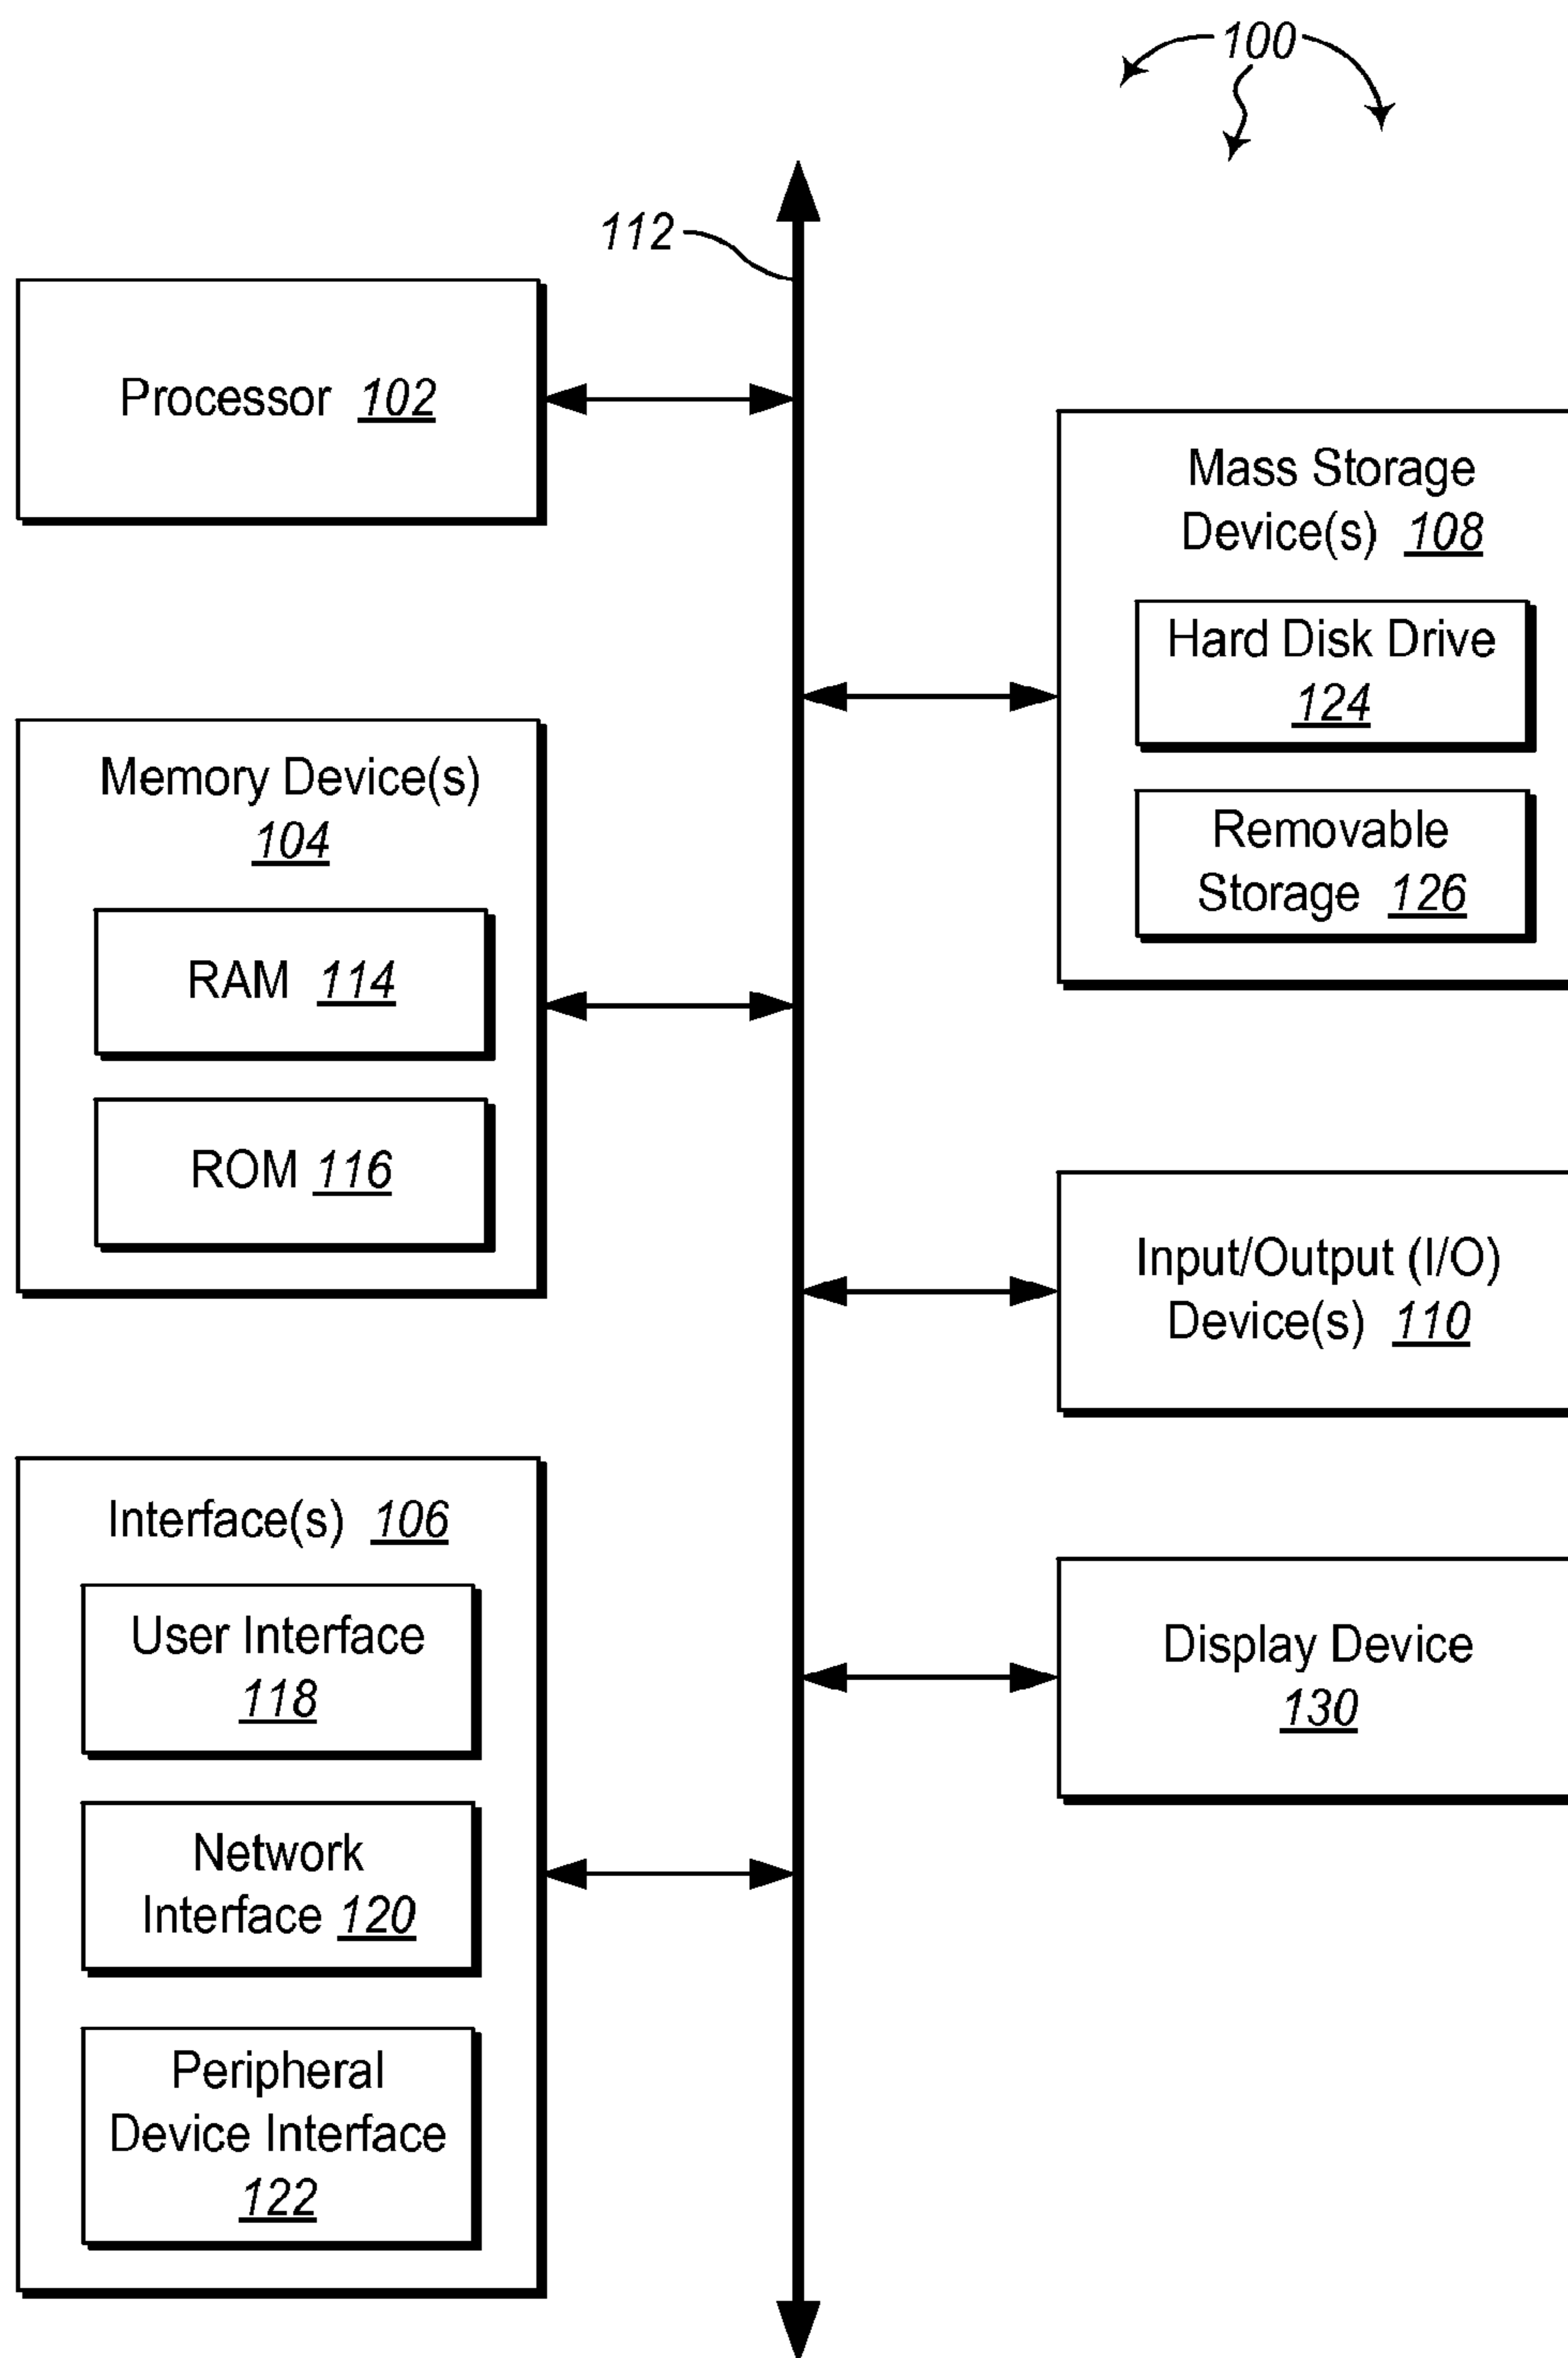 100
112
Processor 102
Mass Storage
Device(s) 108
Hard Disk Drive
124
Removable
Storage 126
Memory Device(s)
104
RAM 114
ROM 116
Input/Output (I/O)
Device(s) 110
Interface(s) 106
User Interface
118
Network
Interface 120
Peripheral
Device Interface
122
Display Device
130